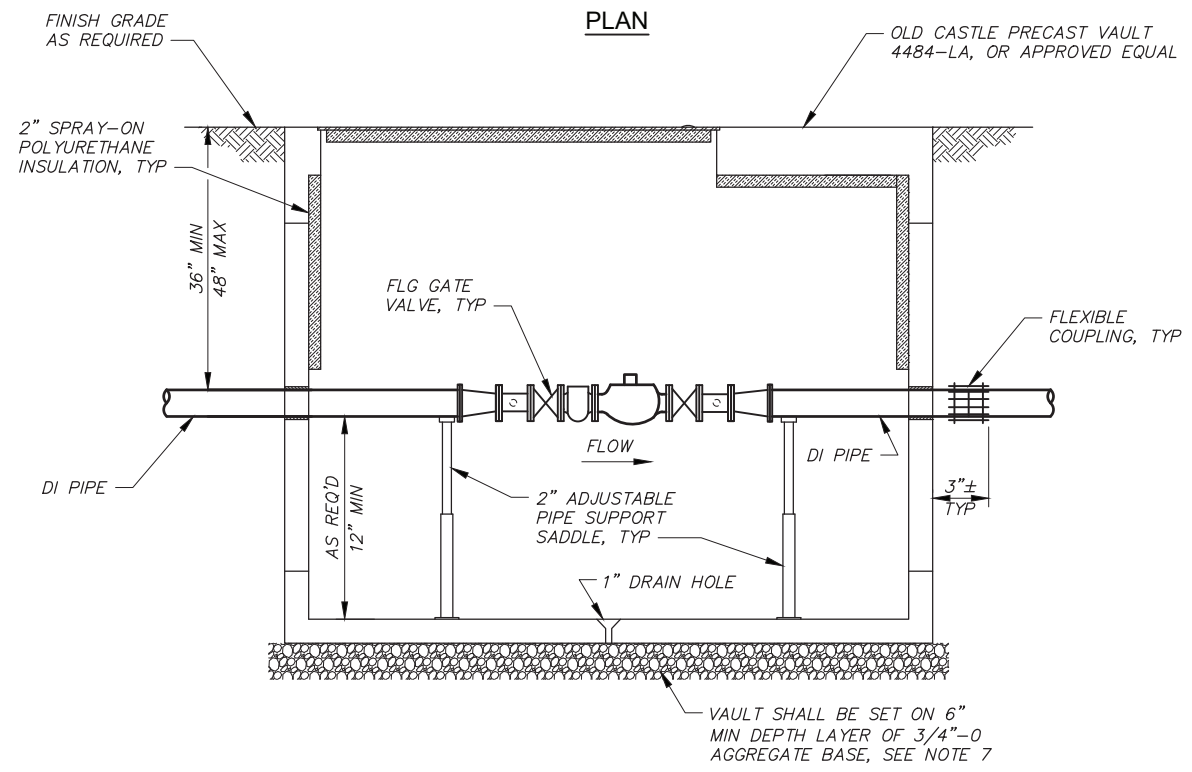 PLAN
FINISH GRADE
AS REQUIRED
OLD CASTLE PRECAST VAULT
4484-LA, OR APPROVED EQUAL
2" SPRAY-ON
POLYURETHANE
INSULATION, TYP
36" MIN
48" MAX
FLG GATE
VALVE, TYP
FLEXIBLE
COUPLING, TYP
FLOW
DI PIPE
DI PIPE
3"±
TYP
AS REQ'D
12" MIN
2" ADJUSTABLE
PIPE SUPPORT
SADDLE, TYP
1" DRAIN HOLE
VAULT SHALL BE SET ON 6"
MIN DEPTH LAYER OF 3/4"-0
AGGREGATE BASE, SEE NOTE 7